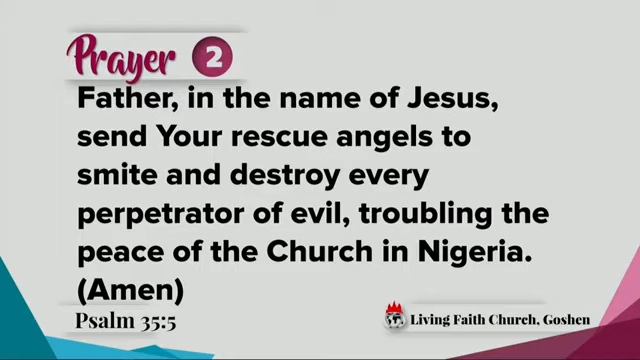 Prayer 2
Father, in the name of Jesus,
send Your rescue angels to
smite and destroy every
perpetrator of evil, troubling the
peace of the Church in Nigeria.
(Amen)
Psalm 35:5
Living Faith Church, Goshen